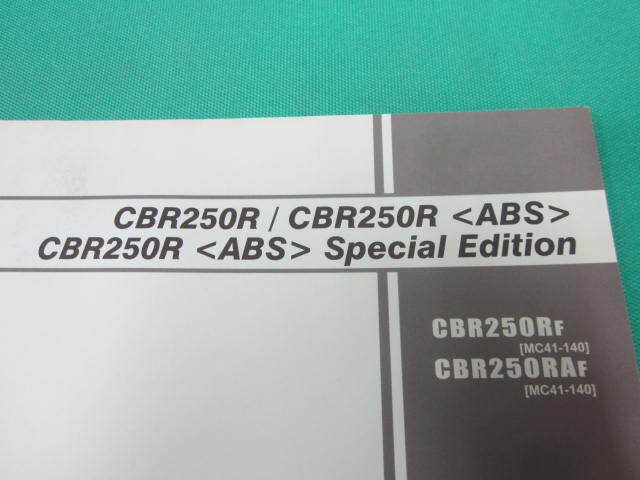 CBR250R / CBR250R <ABS>
CBR250R <ABS> Special Edition
CBR250RF
[MC41-140]
CBR250RAF
[MC41-140]